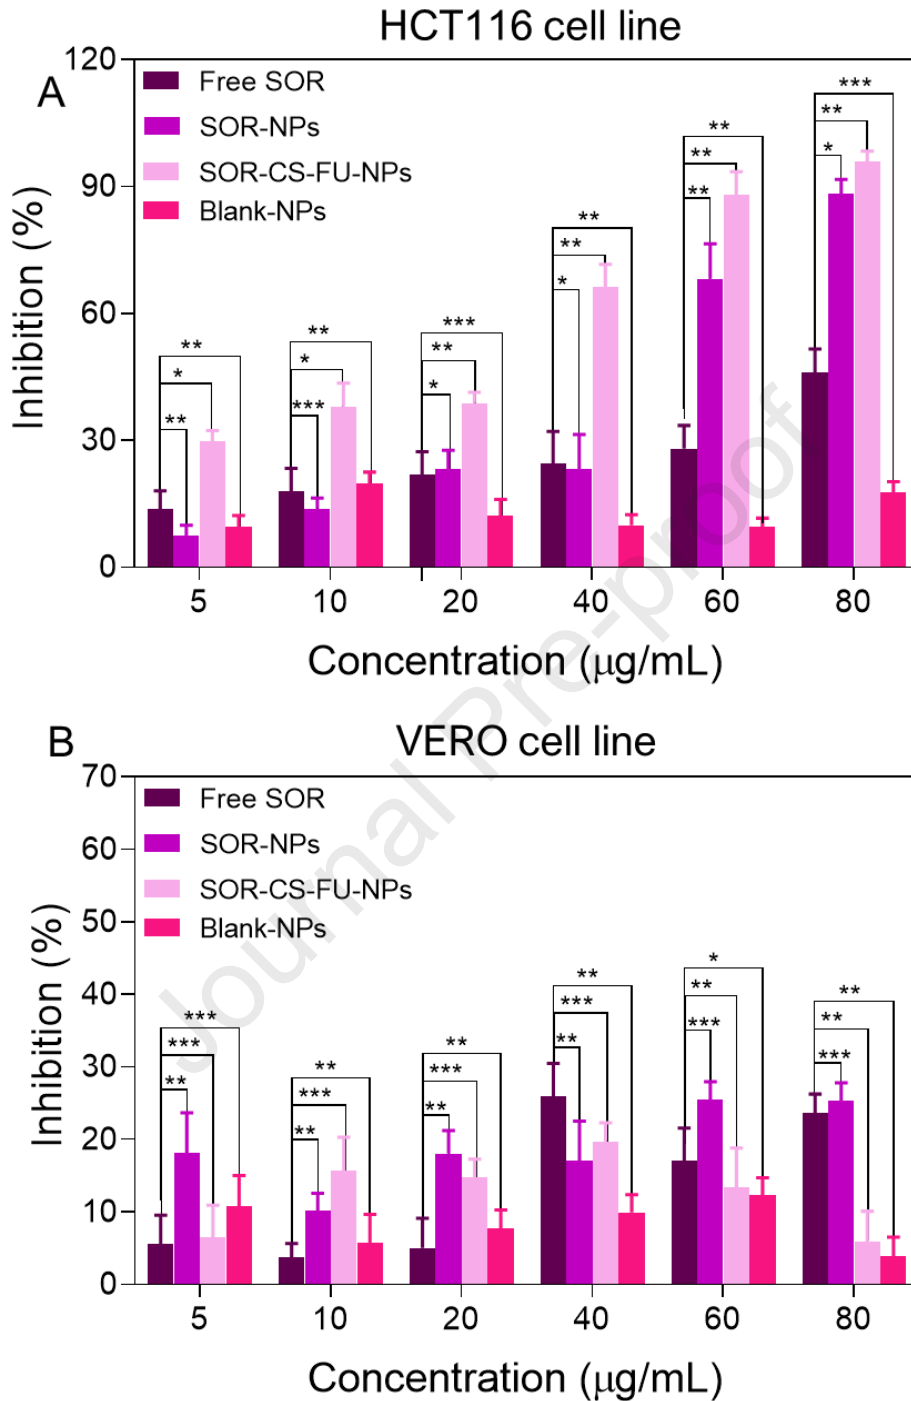 HCT116 cell line
A
120
90
60
30
0
Inhibition (%)
Free SOR
SOR-NPs
SOR-CS-FU-NPs
Blank-NPs
** * **
*** * **
* ** ***
* ** **
** ** **
* ** ***
5 10 20 40 60 80
Concentration (μg/mL)
B
VERO cell line
70
60
50
40
30
20
10
0
Inhibition (%)
Free SOR
SOR-NPs
SOR-CS-FU-NPs
Blank-NPs
** *** ***
** *** **
** *** **
** *** **
*** ** *
*** ** **
5 10 20 40 60 80
Concentration (μg/mL)
Journal Pre-proof